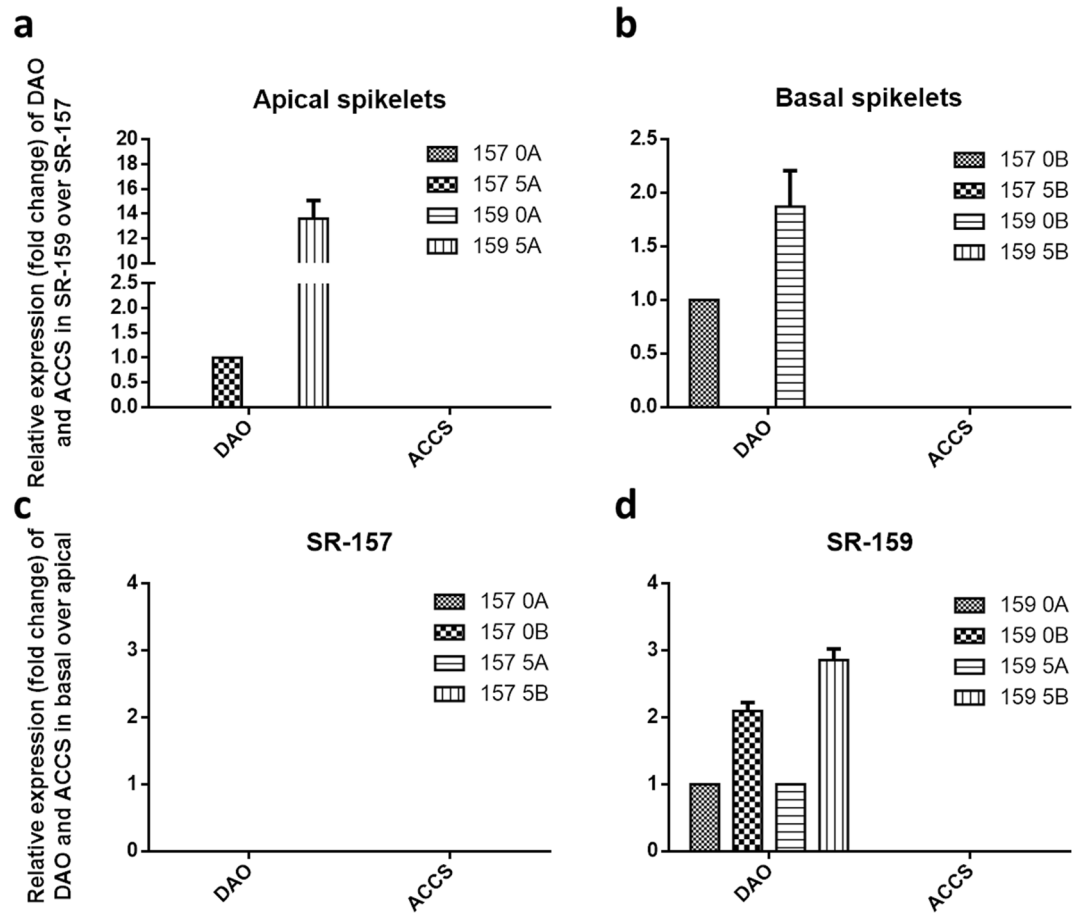 a
Relative expression (fold change) of DAO
and ACCS in SR-159 over SR-157
Apical spikelets
20
18
16
14
12
10
2.5
2.0
1.5
1.0
0.5
0.0
157 0A
157 5A
159 0A
159 5A
DAO
ACCS
b
Basal spikelets
2.5
2.0
1.5
1.0
0.5
0.0
157 0B
157 5B
159 0B
159 5B
DAO
ACCS
c
Relative expression (fold change) of
DAO and ACCS in basal over apical
SR-157
4
3
2
1
0
157 0A
157 0B
157 5A
157 5B
DAO
ACCS
d
SR-159
4
3
2
1
0
159 0A
159 0B
159 5A
159 5B
DAO
ACCS